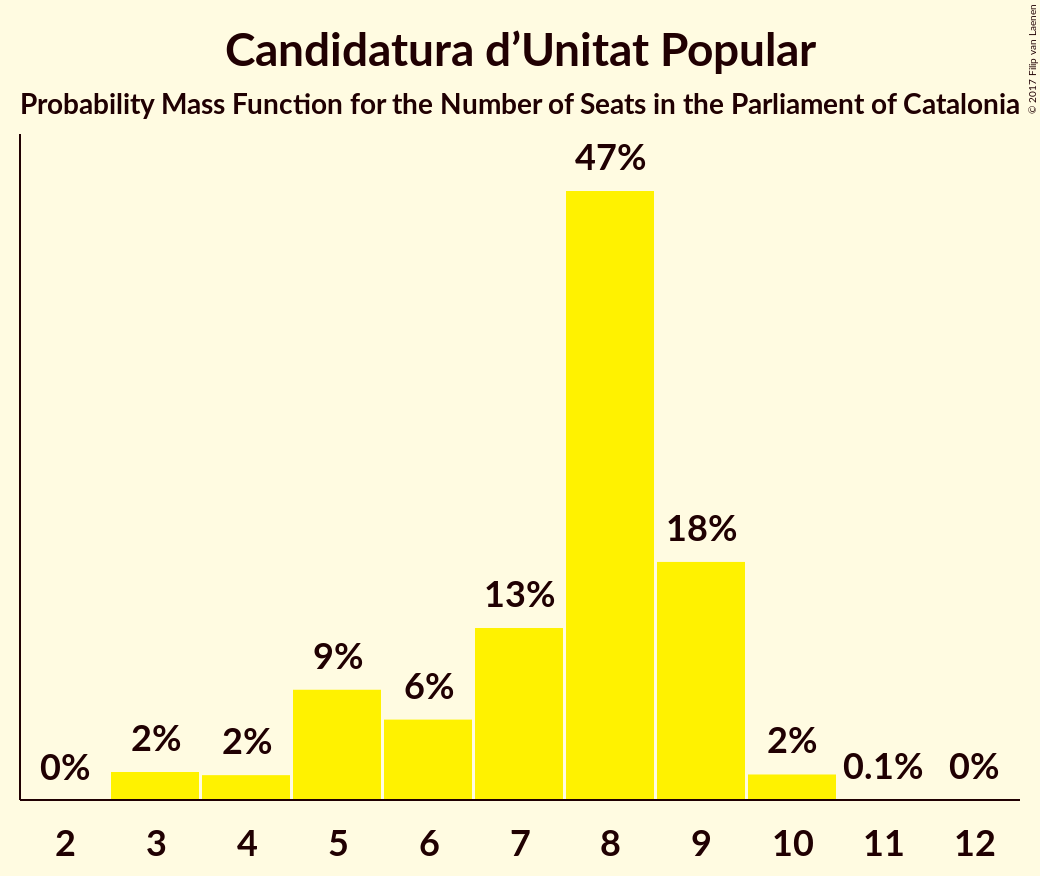 Candidatura d’Unitat Popular
Probability Mass Function for the Number of Seats in the Parliament of Catalonia
© 2017 Filip van Laenen
47%
18%
13%
9%
6%
2%
2%
2%
0%
0.1%
0%
2 3 4 5 6 7 8 9 10 11 12